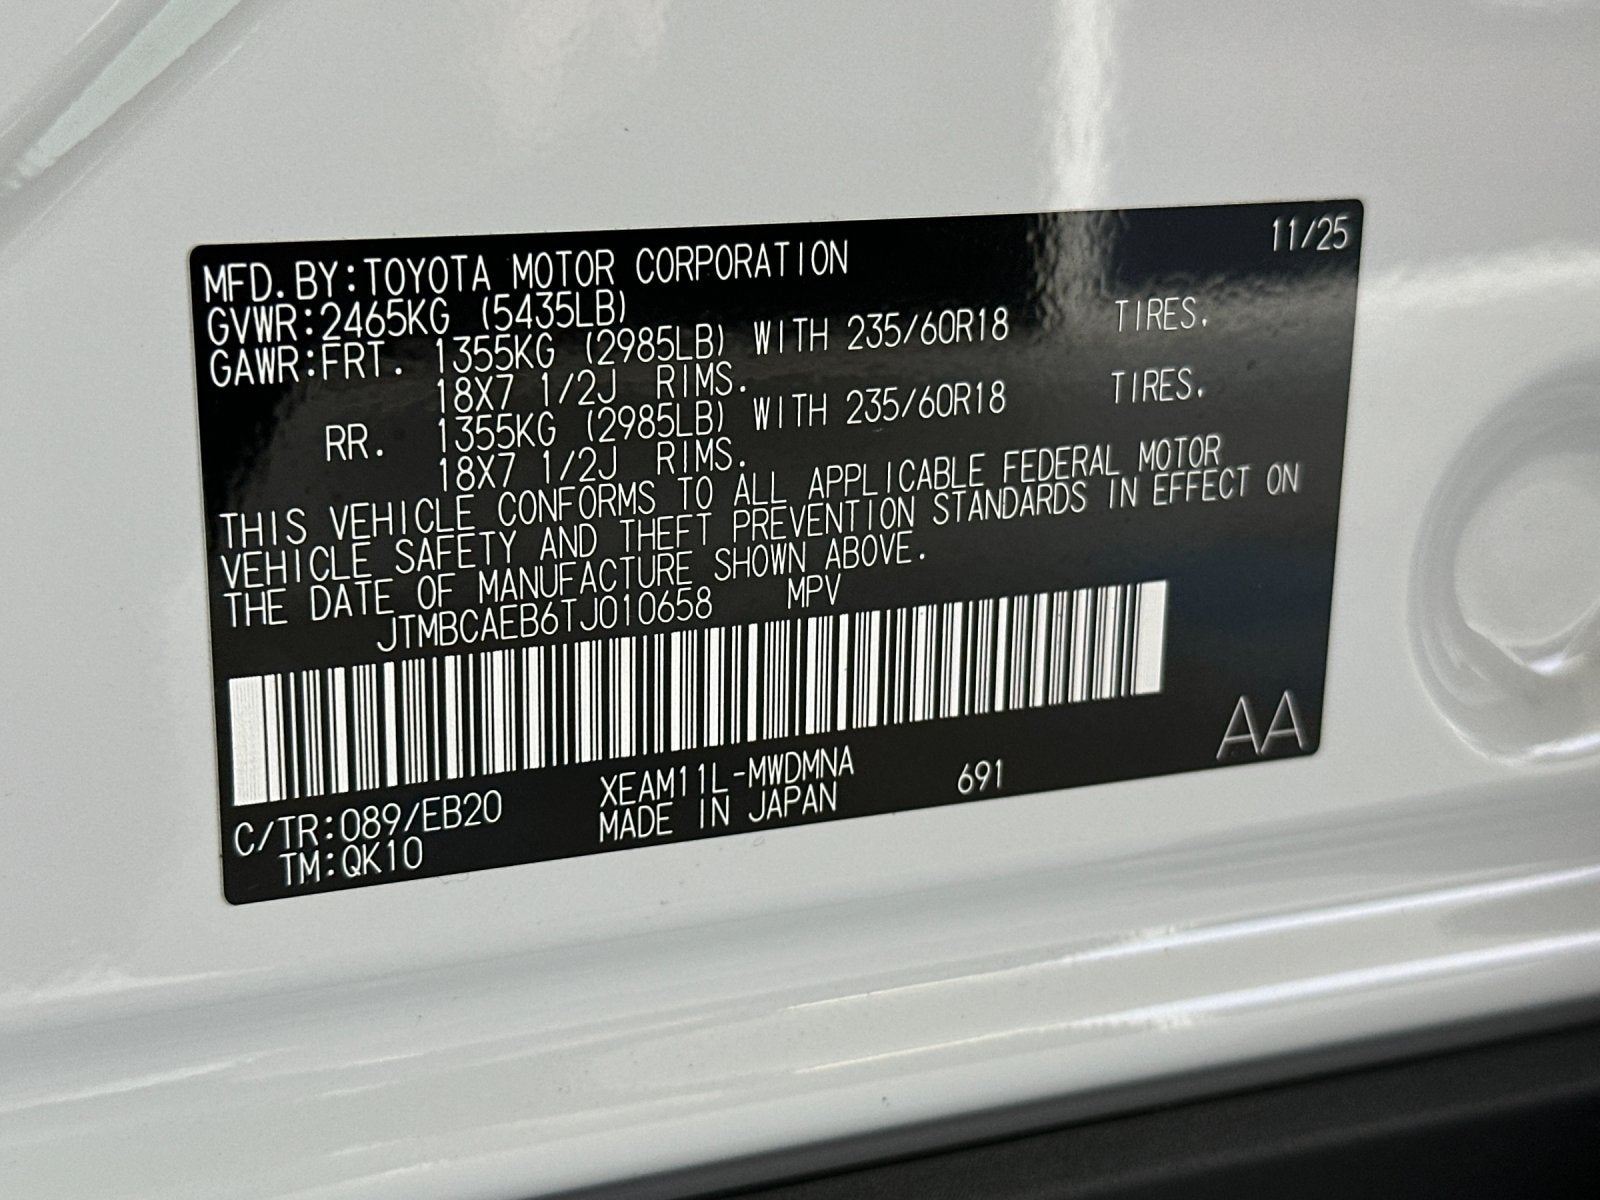 11/25
MFD.BY:TOYOTA MOTOR CORPORATION
GVWR:2465KG (5435LB)
GAWR:FRT. 1355KG (2985LB) WITH 235/60R18 TIRES.
18X7 1/2J RIMS.
RR. 1355KG (2985LB) WITH 235/60R18 TIRES.
18X7 1/2J RIMS.
THIS VEHICLE CONFORMS TO ALL APPLICABLE FEDERAL MOTOR
VEHICLE SAFETY AND THEFT PREVENTION STANDARDS IN EFFECT ON
THE DATE OF MANUFACTURE SHOWN ABOVE.
JTMBCAEB6TJ010658 MPV
AA
C/TR:089/EB20 XEAM11L-MWDMNA 691
TM:QK10 MADE IN JAPAN